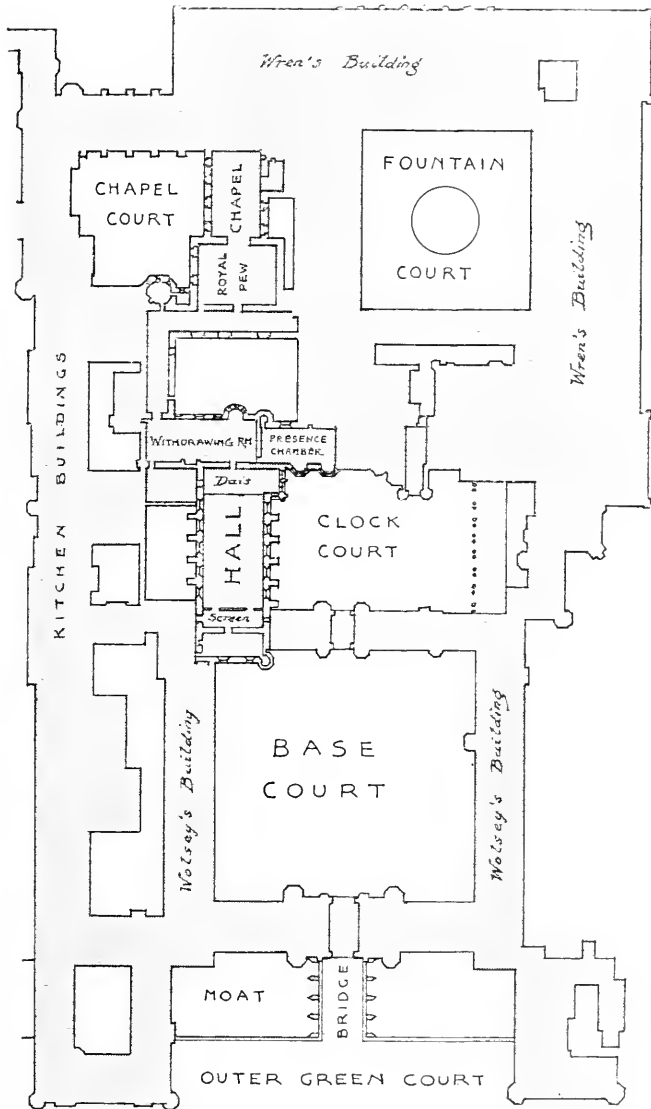 Wren's Building
FOUNTAIN
COURT
CHAPEL
COURT
CHAPEL
ROYAL
PEW
Wren's Building
KITCHEN BUILDINGS
WITHDRAWING RM
PRESENCE
CHAMBER
Dais
HALL
CLOCK
COURT
Screen
BASE
COURT
Wolsey's Building
Wolsey's Building
MOAT
BRIDGE
OUTER GREEN COURT